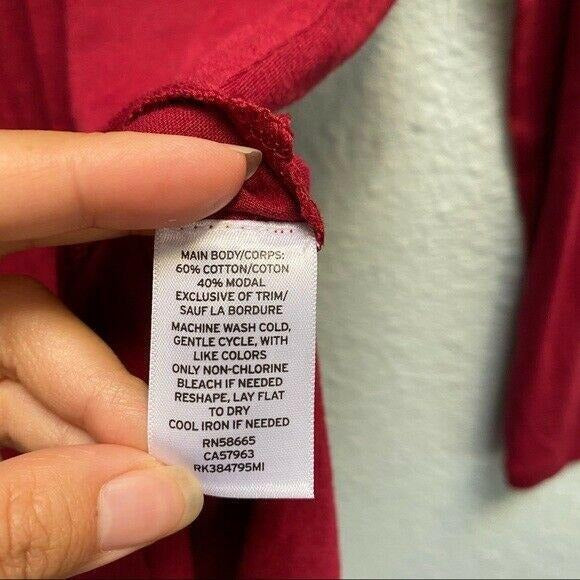 MAIN BODY/CORPS:
60% COTTON/COTON
40% MODAL
EXCLUSIVE OF TRIM/
SAUF LA BORDURE
MACHINE WASH COLD,
GENTLE CYCLE, WITH
LIKE COLORS
ONLY NON-CHLORINE
BLEACH IF NEEDED
RESHAPE, LAY FLAT
TO DRY
COOL IRON IF NEEDED
RN58665
CA57963
RK384795MI